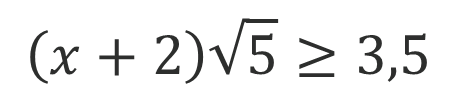 (x + 2)√5 ≥ 3,5